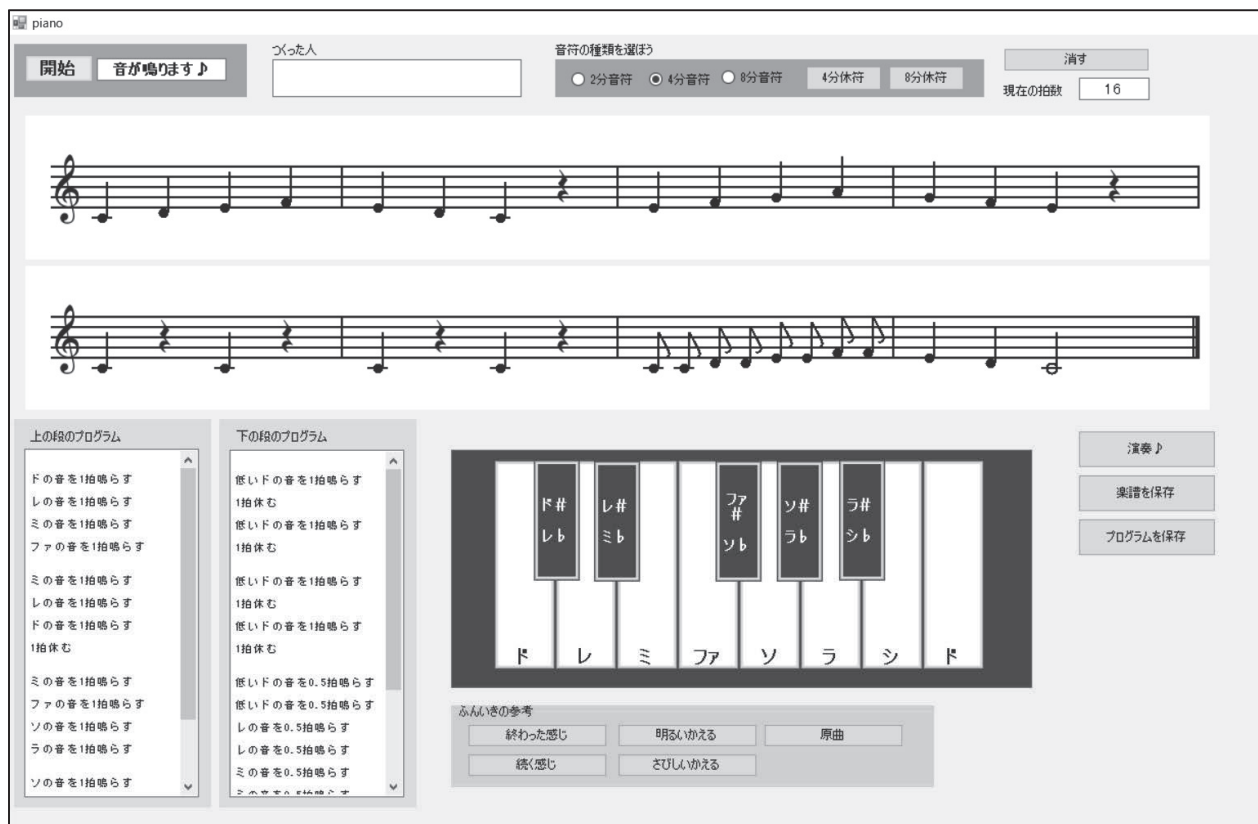 piano
開始
音が鳴ります♪
つくった人
音符の種類を選ぼう
2分音符
4分音符
8分音符
4分休符
8分休符
消す
現在の拍数
16
上の段のプログラム
ドの音を1拍鳴らす
レの音を1拍鳴らす
ミの音を1拍鳴らす
ファの音を1拍鳴らす
ミの音を1拍鳴らす
レの音を1拍鳴らす
ドの音を1拍鳴らす
1拍休む
ミの音を1拍鳴らす
ファの音を1拍鳴らす
ソの音を1拍鳴らす
ラの音を1拍鳴らす
ソの音を1拍鳴らす
下の段のプログラム
低いドの音を1拍鳴らす
1拍休む
低いドの音を1拍鳴らす
1拍休む
低いドの音を1拍鳴らす
1拍休む
低いドの音を1拍鳴らす
1拍休む
低いドの音を0.5拍鳴らす
低いドの音を0.5拍鳴らす
レの音を0.5拍鳴らす
レの音を0.5拍鳴らす
ミの音を0.5拍鳴らす
ド#
レ♭
レ#
ミ♭
ファ
#
ソ♭
ソ#
ラ♭
ラ#
シ♭
ド
レ
ミ
ファ
ソ
ラ
シ
ド
演奏♪
楽譜を保存
プログラムを保存
ふんいきの参考
終わった感じ
明るいかえる
原曲
続く感じ
さびしいかえる